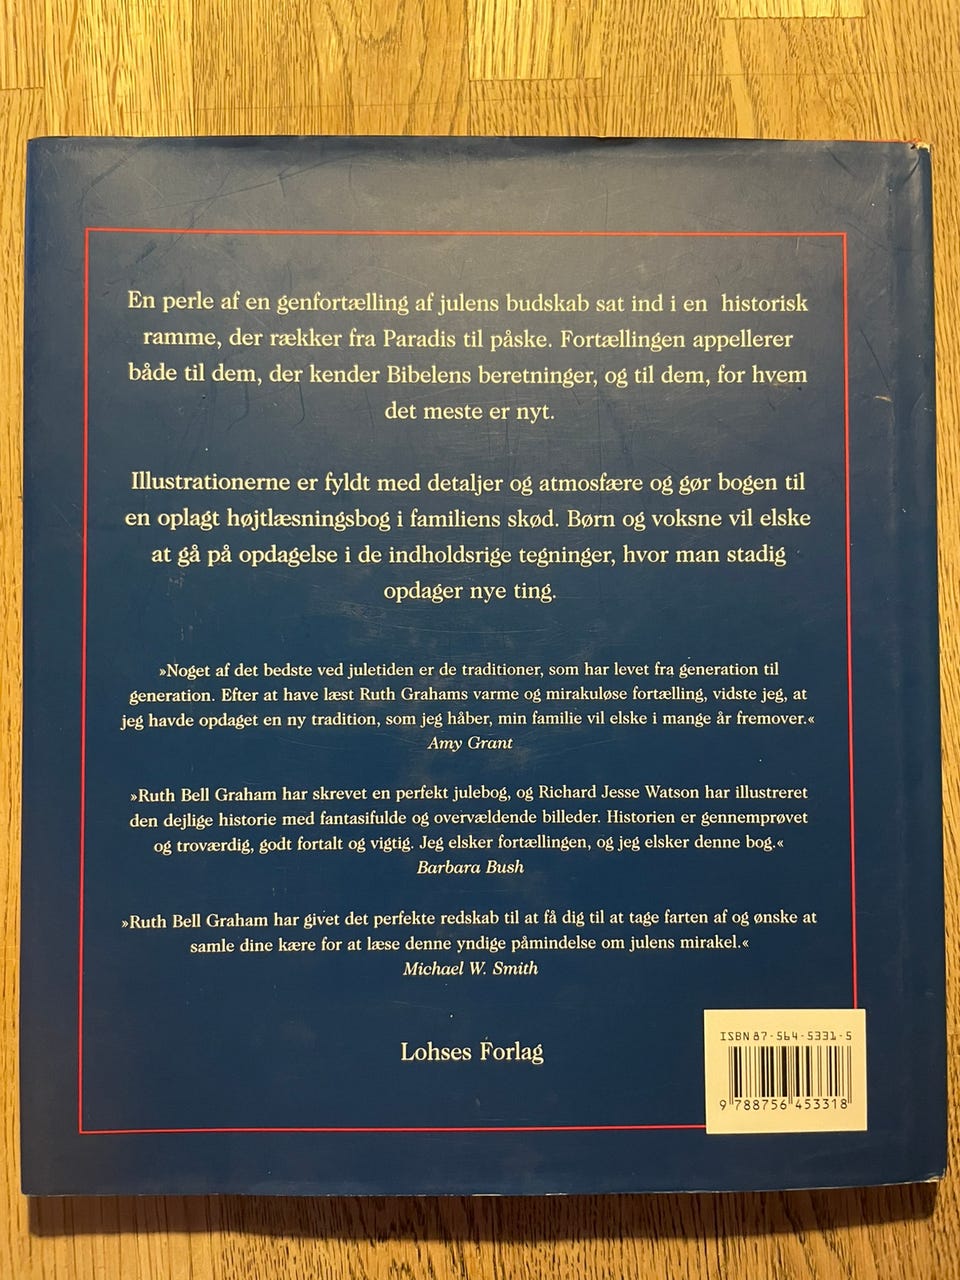 En perle af en genfortælling af julens budskab sat ind i en historisk
ramme, der rækker fra Paradis til påske. Fortællingen appellerer
både til dem, der kender Bibelens beretninger, og til dem, for hvem
det meste er nyt.
Illustrationerne er fyldt med detaljer og atmosfære og gør bogen til
en oplagt højtlæsningsbog i familiens skød. Børn og voksne vil elske
at gå på opdagelse i de indholdsrige tegninger, hvor man stadig
opdager nye ting.
»Noget af det bedste ved juletiden er de traditioner, som har levet fra generation til
generation. Efter at have læst Ruth Grahams varme og mirakuløse fortælling, vidste jeg, at
jeg havde opdaget en ny tradition, som jeg håber, min familie vil elske i mange år fremover.«
Amy Grant
»Ruth Bell Graham har skrevet en perfekt julebog, og Richard Jesse Watson har illustreret
den dejlige historie med fantasifulde og overvældende billeder. Historien er gennemprøvet
og troværdig, godt fortalt og vigtig. Jeg elsker fortællingen, og jeg elsker denne bog.«
Barbara Bush
»Ruth Bell Graham har givet det perfekte redskab til at få dig til at tage farten af og ønske at
samle dine kære for at læse denne yndige påmindelse om julens mirakel.«
Michael W. Smith
Lohses Forlag
ISBN 87-564-5331-5
9 788756 453318